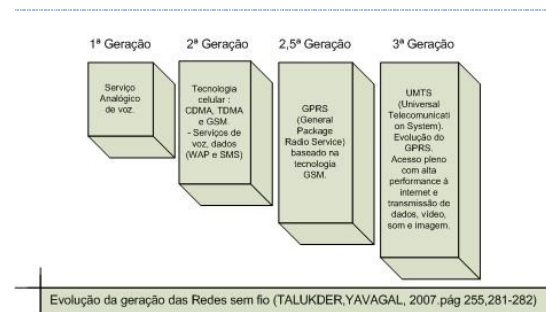 1ª Geração
2ª Geração
2,5ª Geração
3ª Geração
Serviço
Analógico
de voz.
Tecnologia
celular :
CDMA, TDMA
e GSM.
- Serviços de
voz, dados
(WAP e SMS)
GPRS
(General
Package
Radio Service)
baseado na
tecnologia
GSM.
UMTS
(Universal
Telecomunicati
on System).
Evolução do
GPRS.
Acesso pleno
com alta
performance à
internet e
transmissão de
dados, vídeo,
som e imagem.
Evolução da geração das Redes sem fio (TALUKDER,YAVAGAL, 2007.pág 255,281-282)